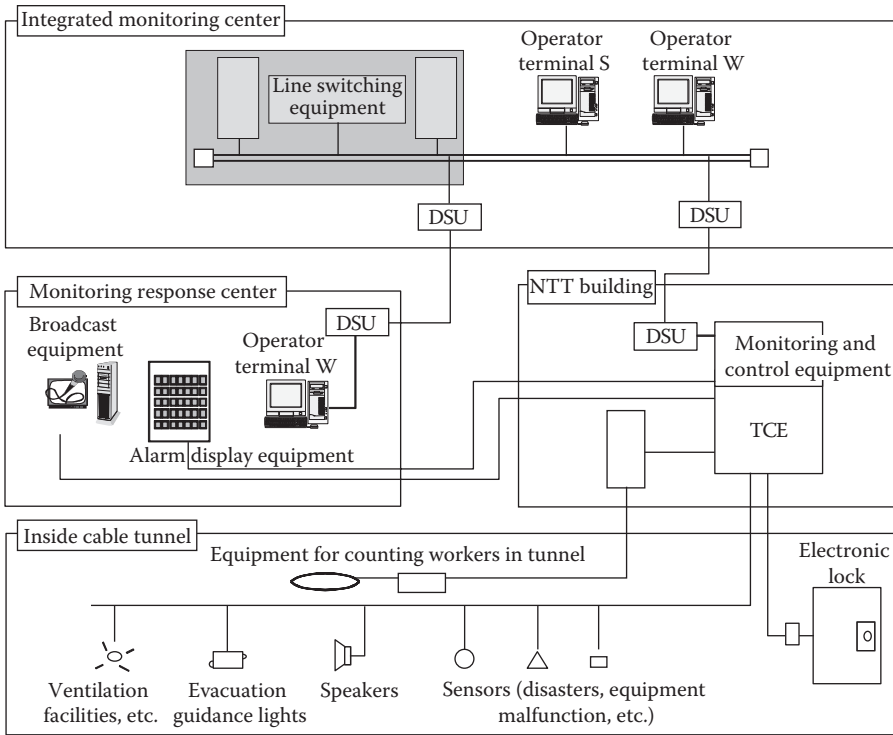 Integrated monitoring center
Operator
terminal S
Operator
terminal W
Line switching
equipment
DSU
DSU
Monitoring response center
NTT building
Broadcast
equipment
DSU
Operator
terminal W
DSU
Monitoring and
control equipment
TCE
Alarm display equipment
Inside cable tunnel
Equipment for counting workers in tunnel
Electronic
lock
Ventilation
facilities, etc.
Evacuation
guidance lights
Speakers
Sensors (disasters, equipment
malfunction, etc.)